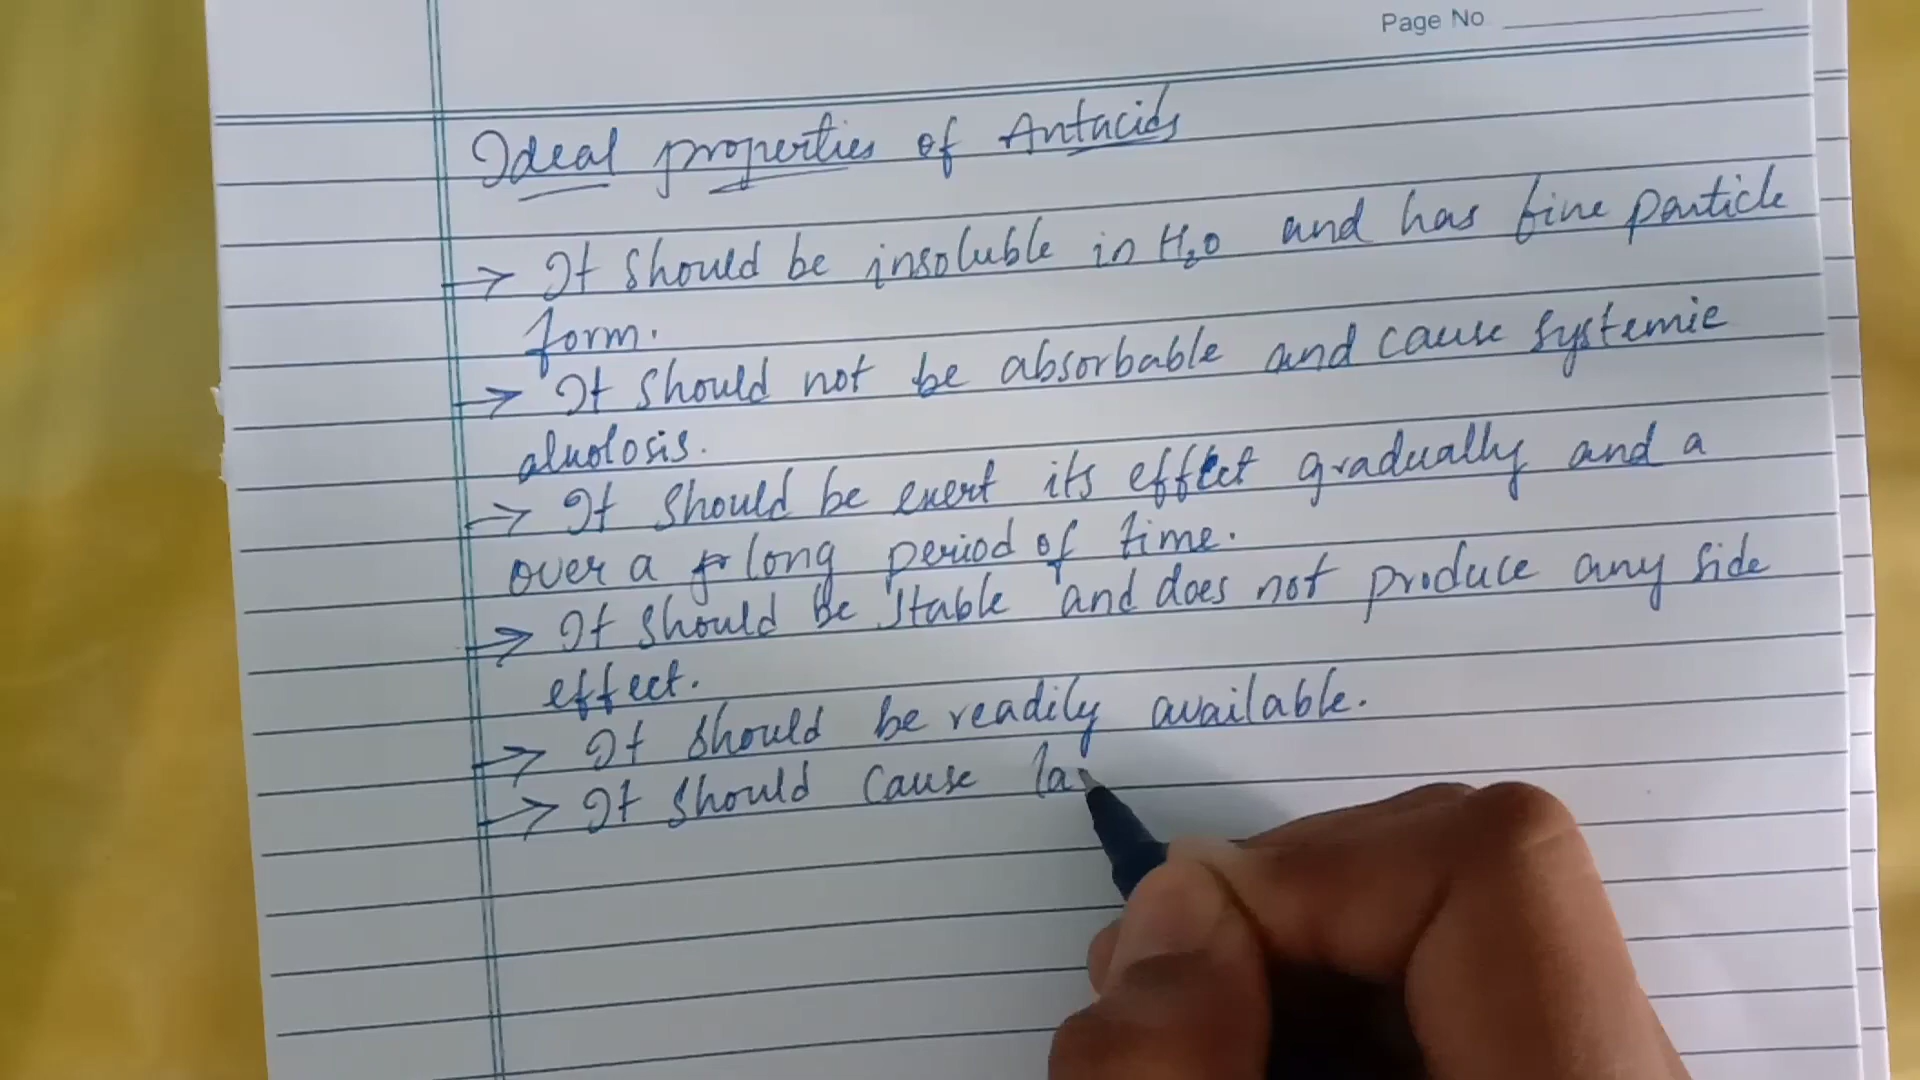 Page No
Ideal properties of Antacids
→ It should be insoluble in H₂O and has fine particle
form.
→ It should not be absorbable and cause systemic
alkolosis.
→ It should be exert its effect gradually and a
over a long period of time.
→ It should be stable and does not produce any side
effect.
→ It should be readily available.
→ It should cause la